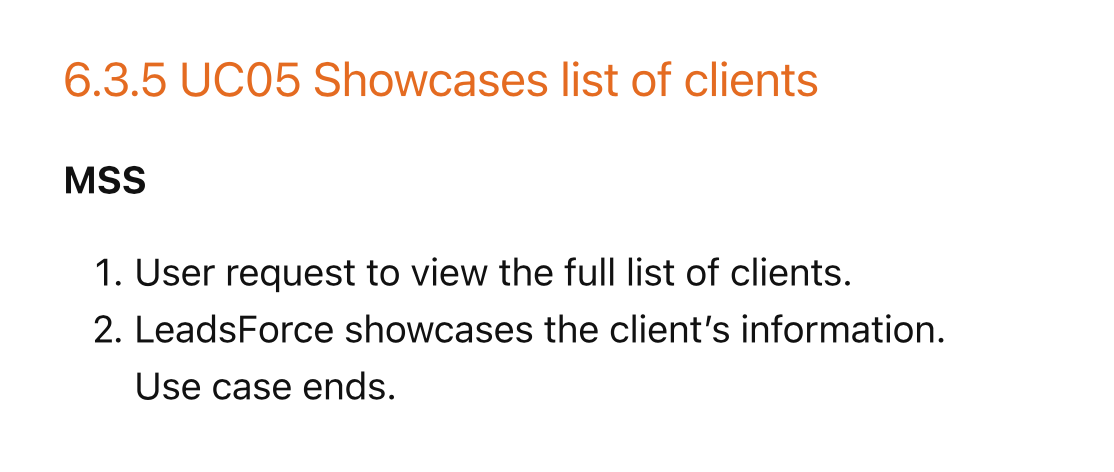 6.3.5 UC05 Showcases list of clients
MSS
1. User request to view the full list of clients.
2. LeadsForce showcases the client’s information.
Use case ends.